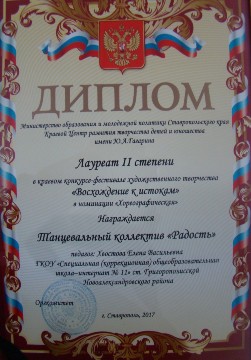 ДИПЛОМ
Министерство образования и молодежной политики Ставропольского края
Краевой Центр развития творчества детей и юношества
имени Ю.А.Гагарина
Лауреат II степени
в краевом конкурсе-фестивале художественного творчества
«Восхождение к истокам»
в номинации «Хореографическая»
Награждается
Танцевальный коллектив «Радость»
педагог: Хвостова Елена Васильевна
ГКОУ «Специальная (коррекционная) общеобразовательная
школа-интернат № 12» ст. Григорополисской
Новоалександровского района
Оргкомитет
г. Ставрополь, 2017